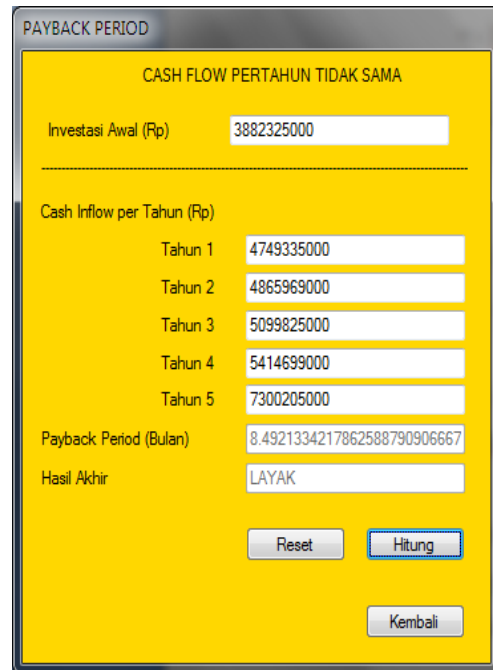 PAYBACK PERIOD
CASH FLOW PERTAHUN TIDAK SAMA
Investasi Awal (Rp) 3882325000
Cash Inflow per Tahun (Rp)
Tahun 1 4749335000
Tahun 2 4865969000
Tahun 3 5099825000
Tahun 4 5414699000
Tahun 5 7300205000
Payback Period (Bulan) 8.4921334217862588790906667
Hasil Akhir LAYAK
Reset Hitung
Kembali